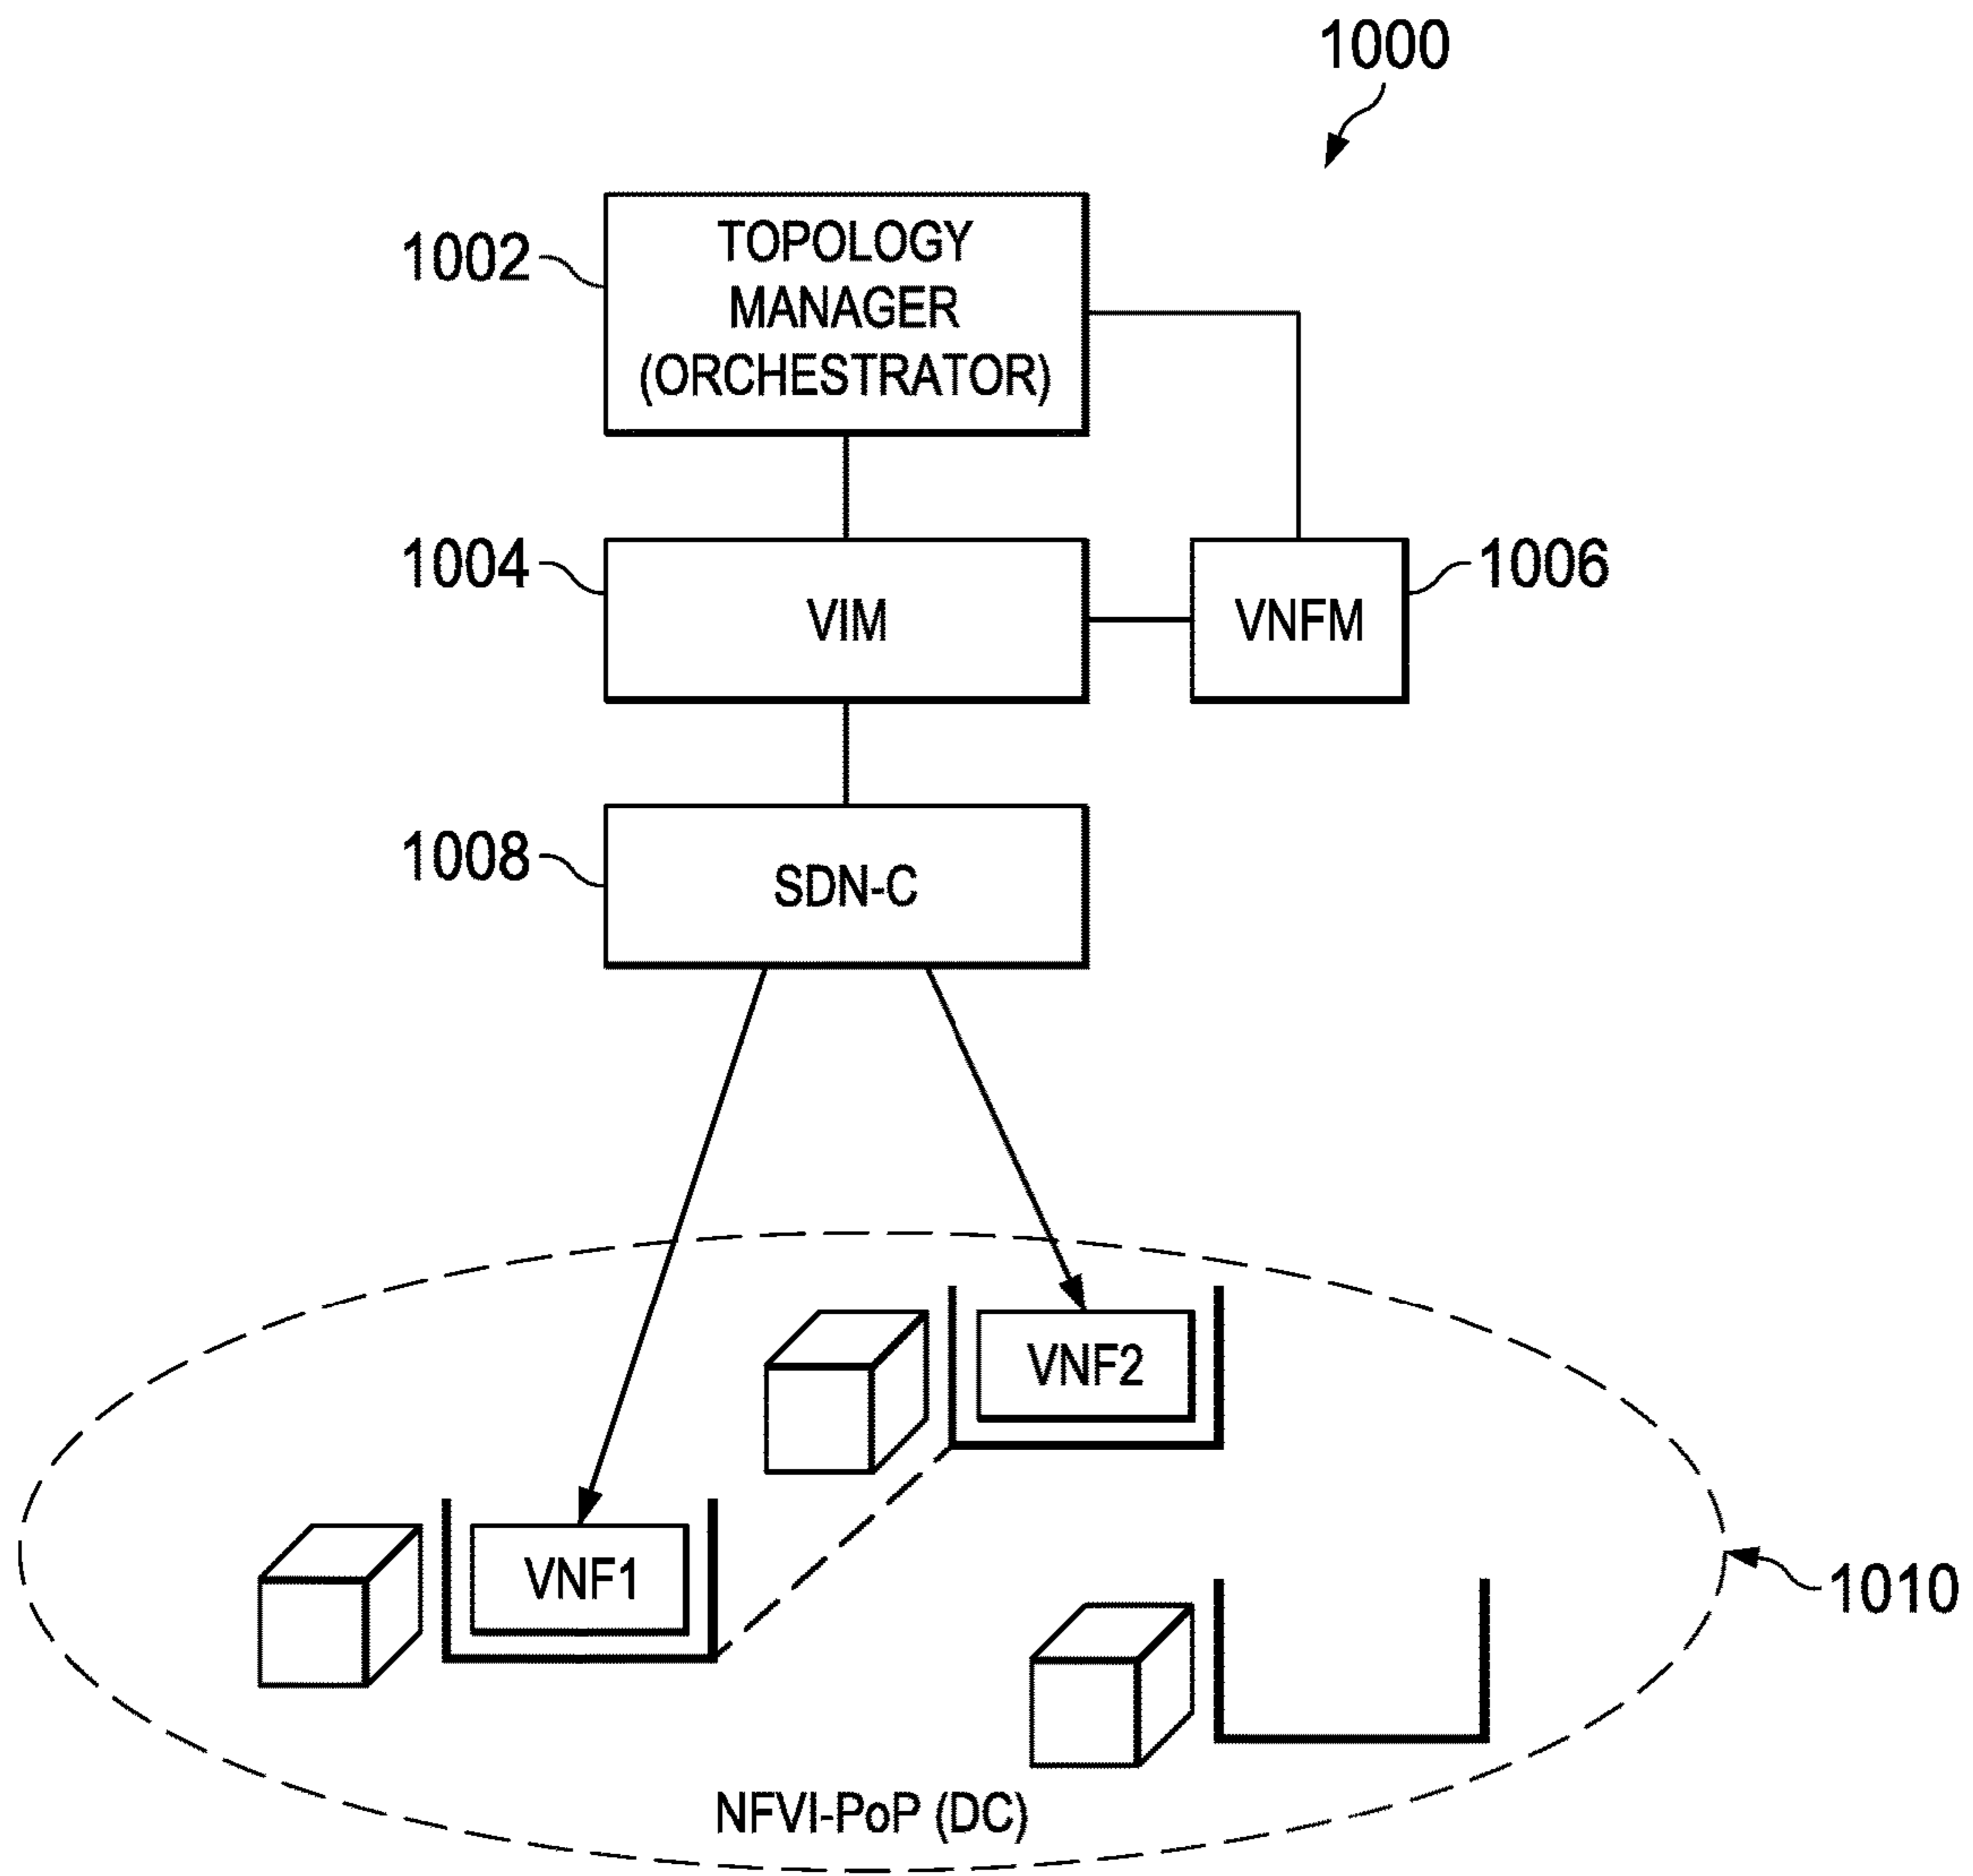 1000
1002
TOPOLOGY
MANAGER
(ORCHESTRATOR)
1004
VIM
VNFM
1006
1008
SDN-C
VNF2
VNF1
1010
NFVI-PoP (DC)